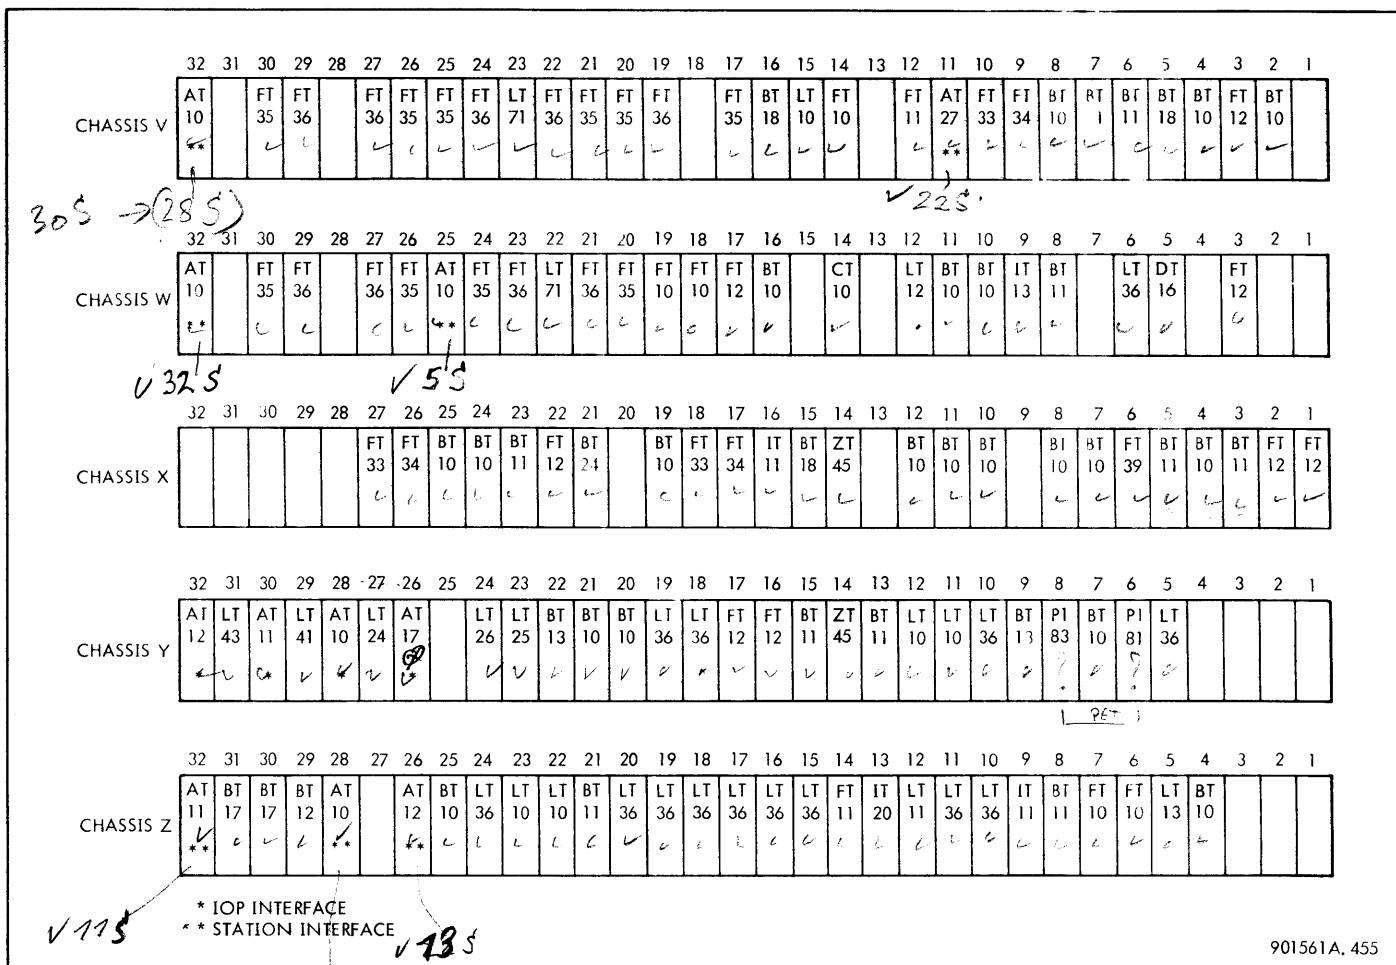 32 31 30 29 28 27 26 25 24 23 22 21 20 19 18 17 16 15 14 13 12 11 10 9 8 7 6 5 4 3 2 1
AT FT FT FT FT FT FT LT FT FT FT FT FT BT LT FT FT AT FT FT BT BT BT BT BT FT BT
CHASSIS V 10 35 36 36 35 35 36 71 36 35 35 36 35 18 10 10 11 27 33 34 10 1 11 18 10 12 10
**
**
30S → (28S)
✓22S
32 31 30 29 28 27 26 25 24 23 22 21 20 19 18 17 16 15 14 13 12 11 10 9 8 7 6 5 4 3 2 1
AT FT FT FT FT AT FT FT LT FT FT FT FT FT BT CT LT BT BT IT BT LT DT FT
CHASSIS W 10 35 36 36 35 10 35 36 71 36 35 10 10 12 10 10 12 10 10 13 11 36 16 12
** **
✓32S ✓5S
32 31 30 29 28 27 26 25 24 23 22 21 20 19 18 17 16 15 14 13 12 11 10 9 8 7 6 5 4 3 2 1
FT FT BT BT BT FT BT BT FT FT IT BT ZT BT BT BT BT BT FT BT BT BT FT FT
CHASSIS X 33 34 10 10 11 12 24 10 33 34 11 18 45 10 10 10 10 10 39 11 10 11 12 12
32 31 30 29 28 27 26 25 24 23 22 21 20 19 18 17 16 15 14 13 12 11 10 9 8 7 6 5 4 3 2 1
AT LT AT LT AT LT AT LT LT BT BT BT LT LT FT FT BT ZT BT LT LT LT BT PT BT PT LT
CHASSIS Y 12 43 11 41 10 24 17 26 25 13 10 10 36 36 12 12 11 45 11 10 10 36 13 83 10 81 36
* * * * ? ?
PET
32 31 30 29 28 27 26 25 24 23 22 21 20 19 18 17 16 15 14 13 12 11 10 9 8 7 6 5 4 3 2 1
AT BT BT BT AT AT BT LT LT LT BT LT LT LT LT LT LT FT IT LT LT LT IT BT FT FT LT BT
CHASSIS Z 11 17 17 12 10 12 10 36 10 10 11 36 36 36 36 36 36 11 20 11 36 36 11 11 10 10 13 10
** ** **
* IOP INTERFACE
** STATION INTERFACE
✓11S ✓13S
901561A. 455